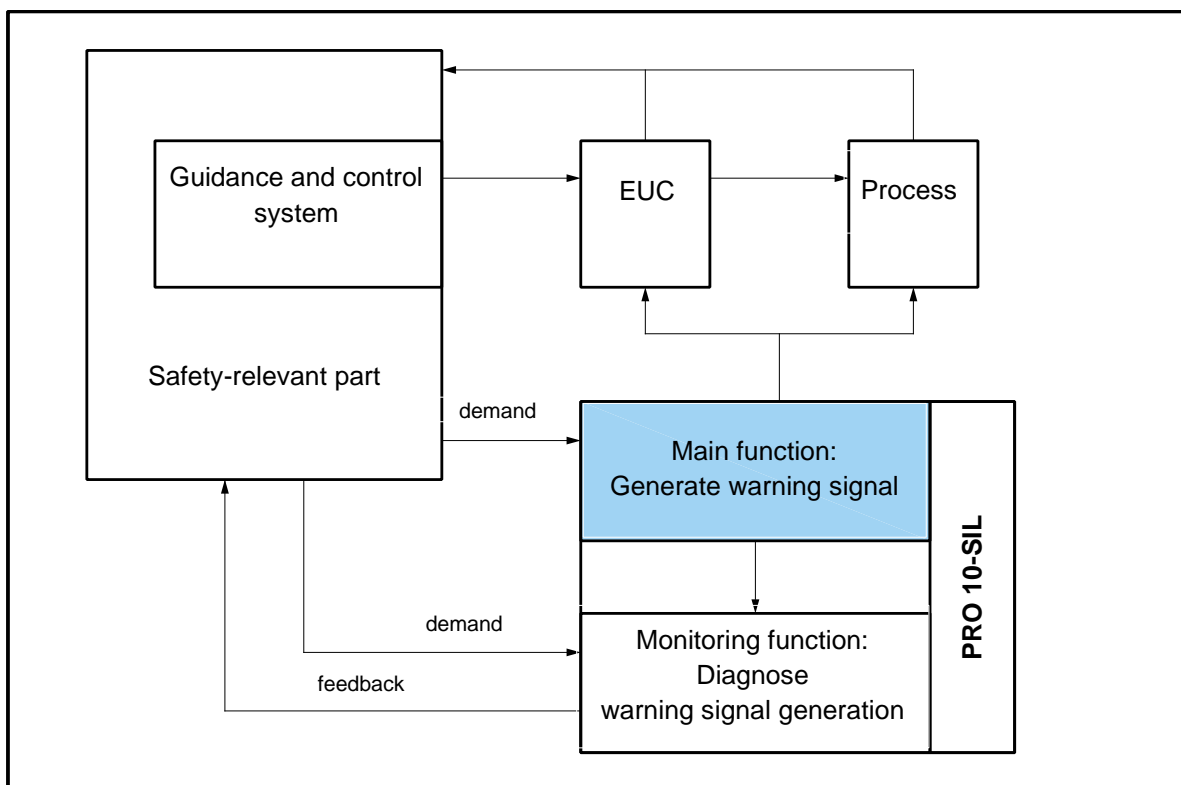 Guidance and control
system
EUC
Process
Safety-relevant part
demand
Main function:
Generate warning signal
PRO 10-SIL
demand
Monitoring function:
Diagnose
warning signal generation
feedback